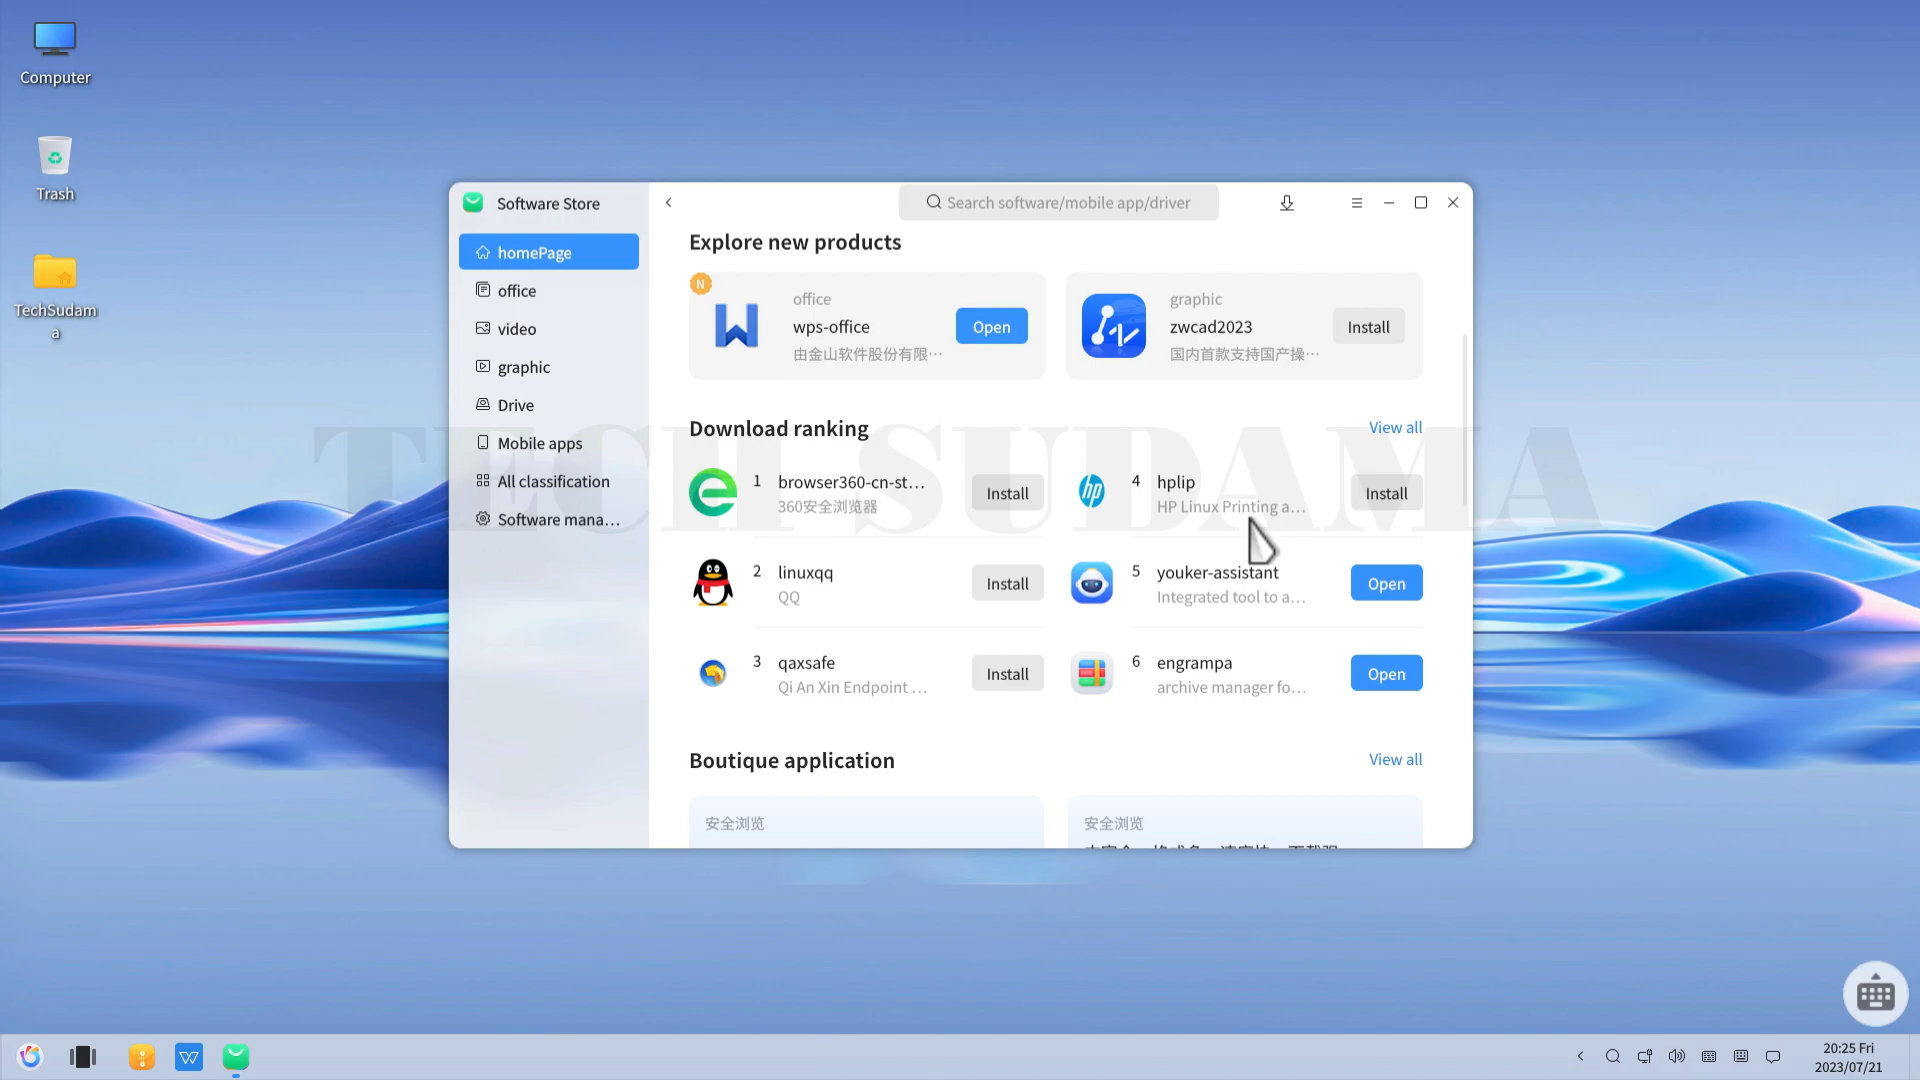 Computer
Trash
TechSudam
a
Software Store
Search software/mobile app/driver
homePage
office
video
graphic
Drive
Mobile apps
All classification
Software mana...
Explore new products
N
office
wps-office
由金山软件股份有限...
Open
graphic
zwcad2023
国内首款支持国产操...
Install
Download ranking
View all
TECH SUDAMA
1 browser360-cn-st...
360安全浏览器
Install
4 hplip
HP Linux Printing a...
Install
2 linuxqq
QQ
Install
5 youker-assistant
Integrated tool to a...
Open
3 qaxsafe
Qi An Xin Endpoint ...
Install
6 engrampa
archive manager fo...
Open
Boutique application
View all
安全浏览
安全浏览
20:25 Fri
2023/07/21